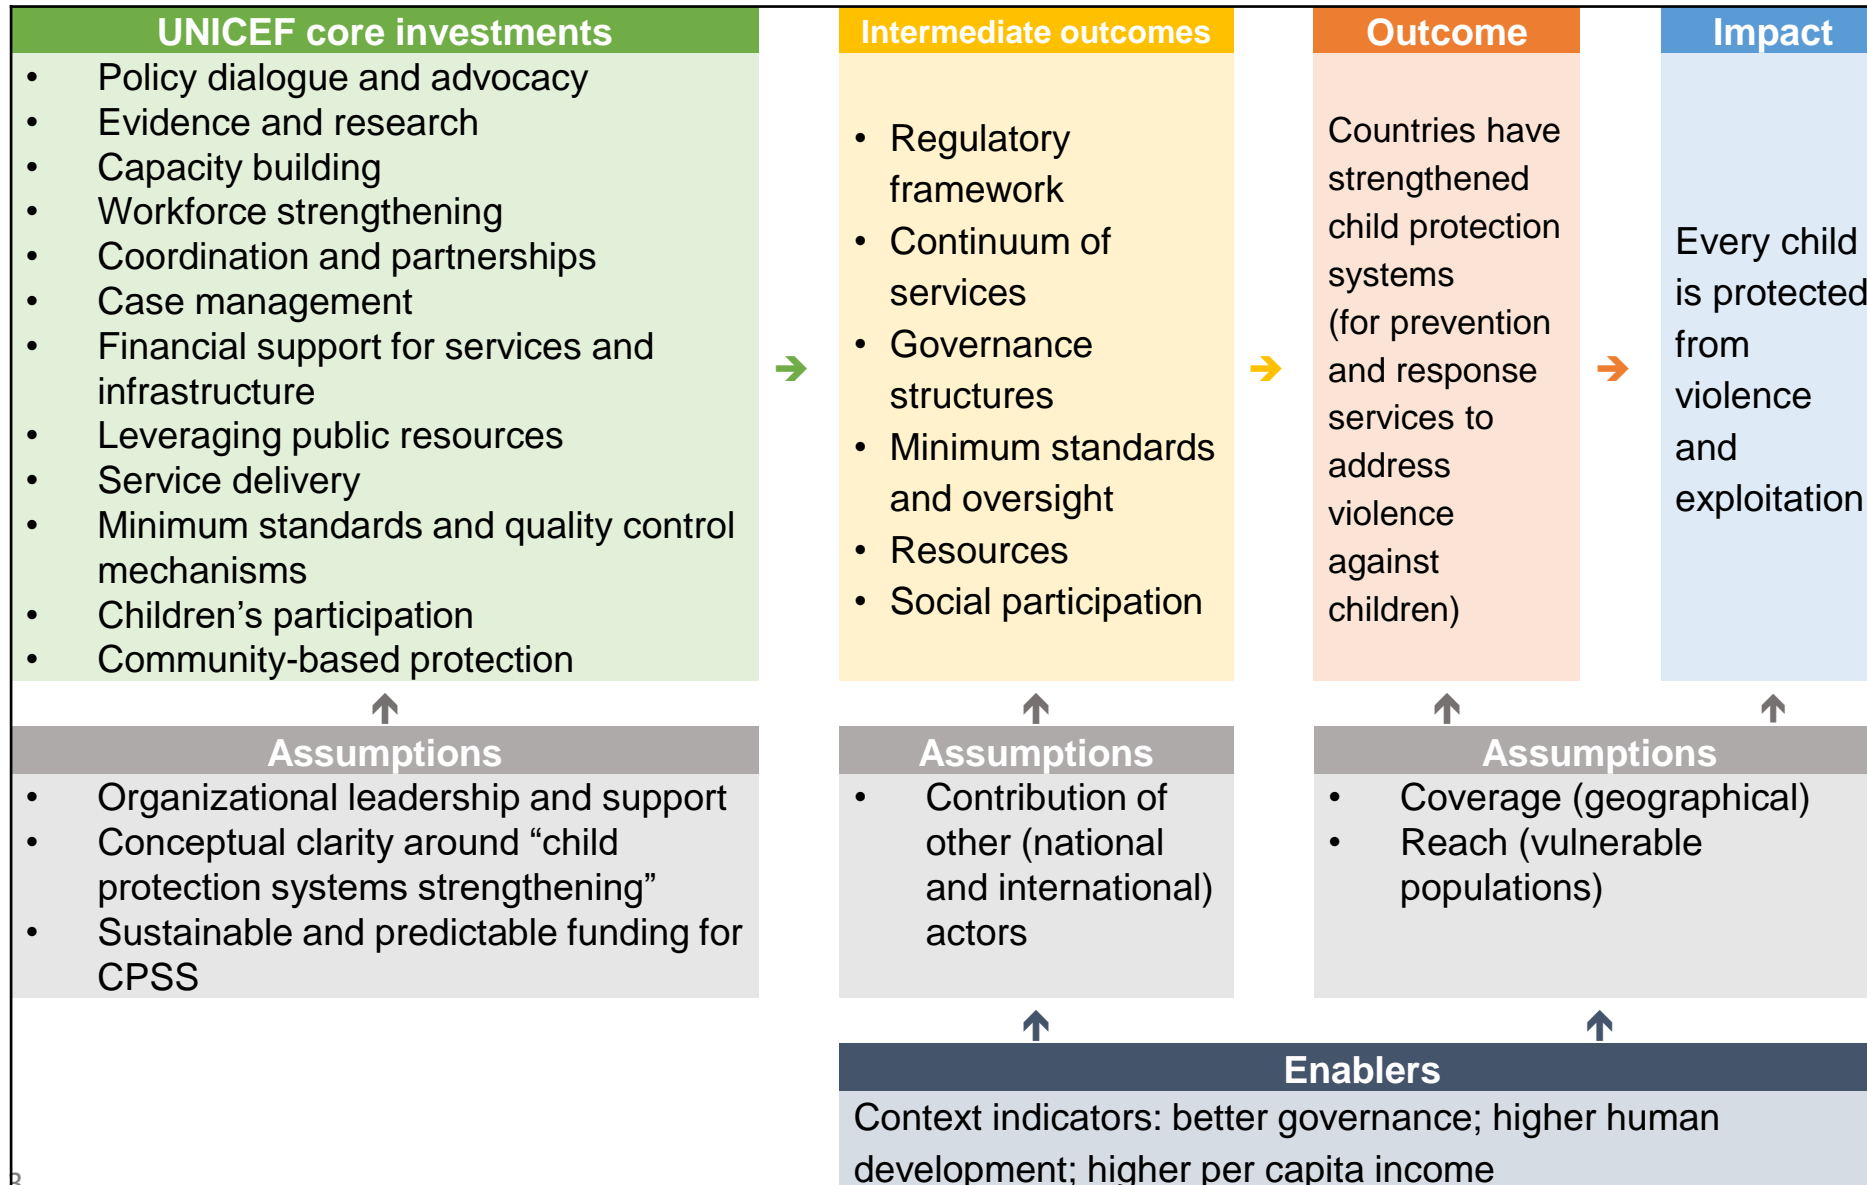 UNICEF core investments
• Policy dialogue and advocacy
• Evidence and research
• Capacity building
• Workforce strengthening
• Coordination and partnerships
• Case management
• Financial support for services and
infrastructure
• Leveraging public resources
• Service delivery
• Minimum standards and quality control
mechanisms
• Children’s participation
• Community-based protection
Intermediate outcomes
• Regulatory
framework
• Continuum of
services
• Governance
structures
• Minimum standards
and oversight
• Resources
• Social participation
Outcome
Countries have
strengthened
child protection
systems
(for prevention
and response
services to
address
violence
against
children)
Impact
Every child
is protected
from
violence
and
exploitation
Assumptions
• Organizational leadership and support
• Conceptual clarity around “child
protection systems strengthening”
• Sustainable and predictable funding for
CPSS
Assumptions
• Contribution of
other (national
and international)
actors
Assumptions
• Coverage (geographical)
• Reach (vulnerable
populations)
Enablers
Context indicators: better governance; higher human
development; higher per capita income